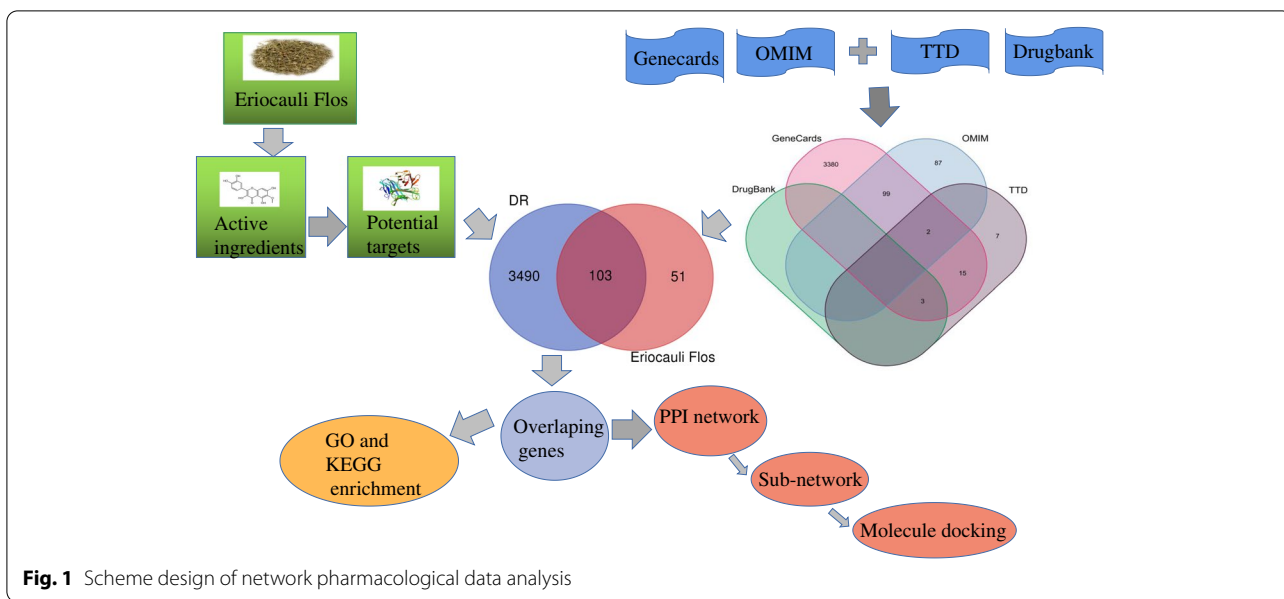 Eriocauli Flos
Active
ingredients
Potential
targets
Genecards
OMIM
TTD
Drugbank
GeneCards
OMIM
DrugBank
TTD
3380
87
99
2
7
15
3
DR
3490
103
51
Eriocauli Flos
Overlaping
genes
GO and
KEGG
enrichment
PPI network
Sub-network
Molecule docking
Fig. 1 Scheme design of network pharmacological data analysis